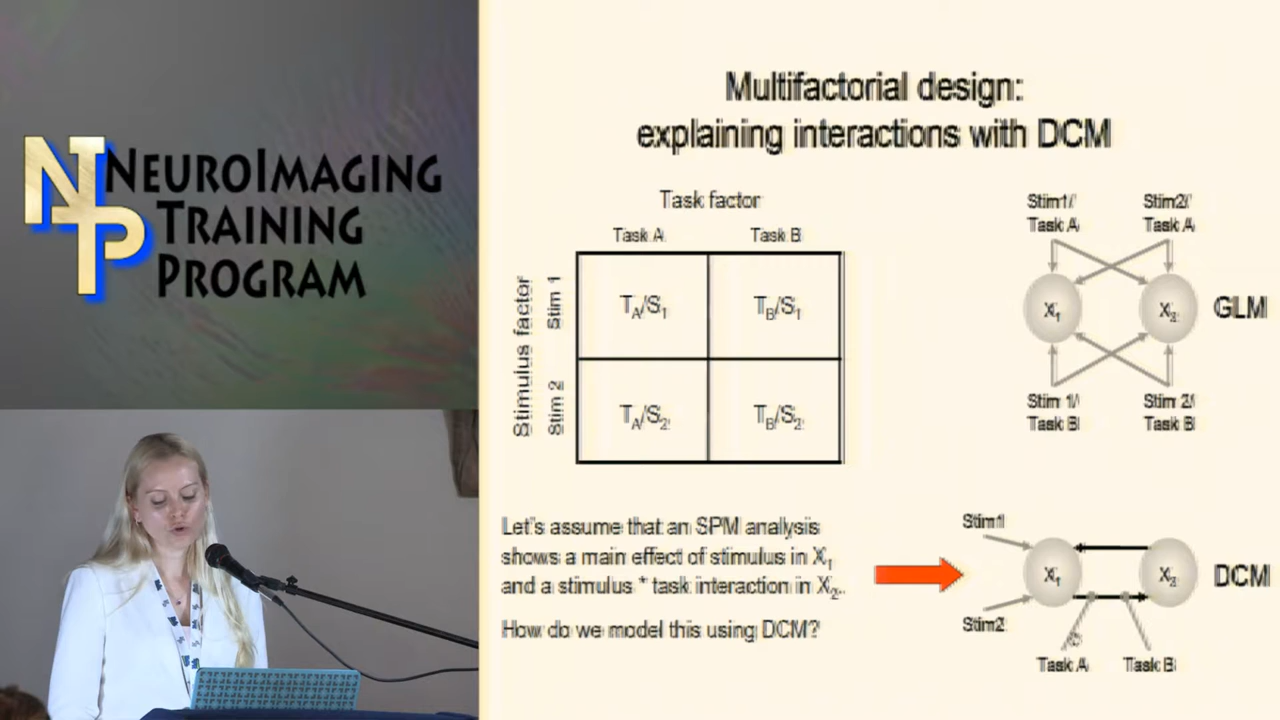 NTP
NEUROIMAGING
TRAINING
PROGRAM
Multifactorial design:
explaining interactions with DCM
Task factor
Task A Task B
Stimulus factor
Stim 1
Stim 2
TA/S1 TB/S1
TA/S2 TB/S2
Stim1/ Stim2/
Task A Task A
X1 X2 GLM
Stim 1/ Stim 2/
Task B Task B
Let's assume that an SPM analysis
shows a main effect of stimulus in X1
and a stimulus * task interaction in X2.
How do we model this using DCM?
Stim1
X1 X2 DCM
Stim2
Task A Task B